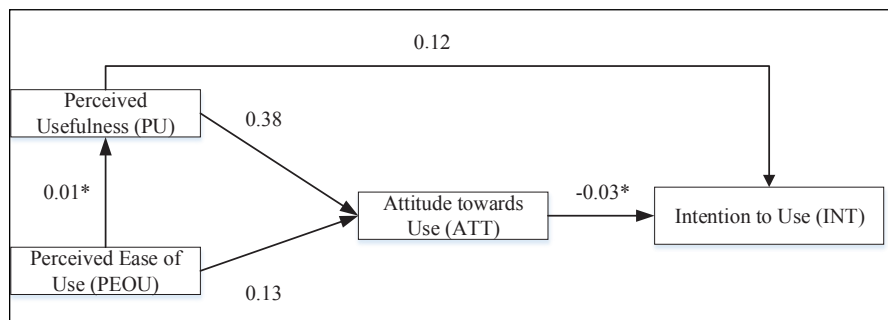 0.12
Perceived
Usefulness (PU)
0.38
0.01*
Attitude towards
Use (ATT)
-0.03*
Intention to Use (INT)
Perceived Ease of
Use (PEOU)
0.13